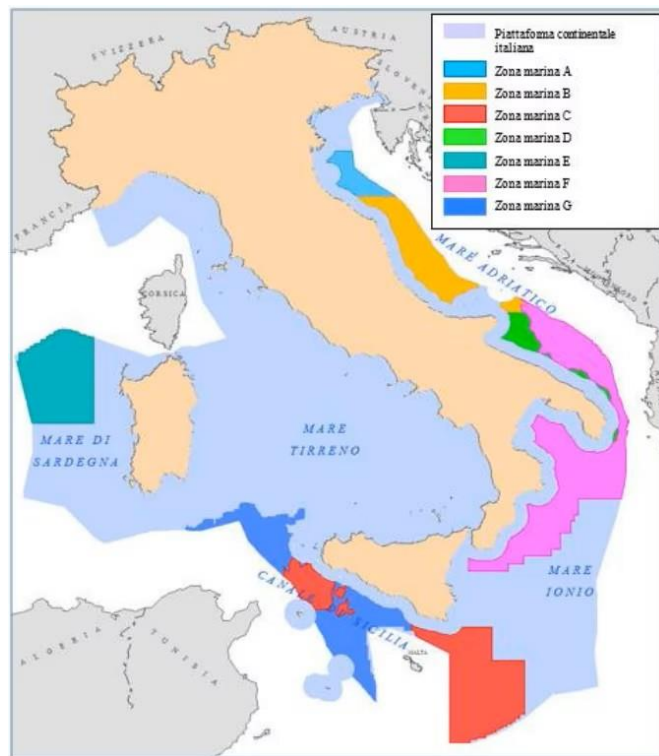 Piattaforma continentale
italiana
Zona marina A
Zona marina B
Zona marina C
Zona marina D
Zona marina E
Zona marina F
Zona marina G
SVIZZERA
AUSTRIA
SLOVENIA
FRANCIA
CORSICA
MARE ADRIATICO
MARE DI
SARDEGNA
MARE
TIRRENO
MARE
IONIO
CANALE
SICILIA
MALTA
ALGERIA
TUNISIA